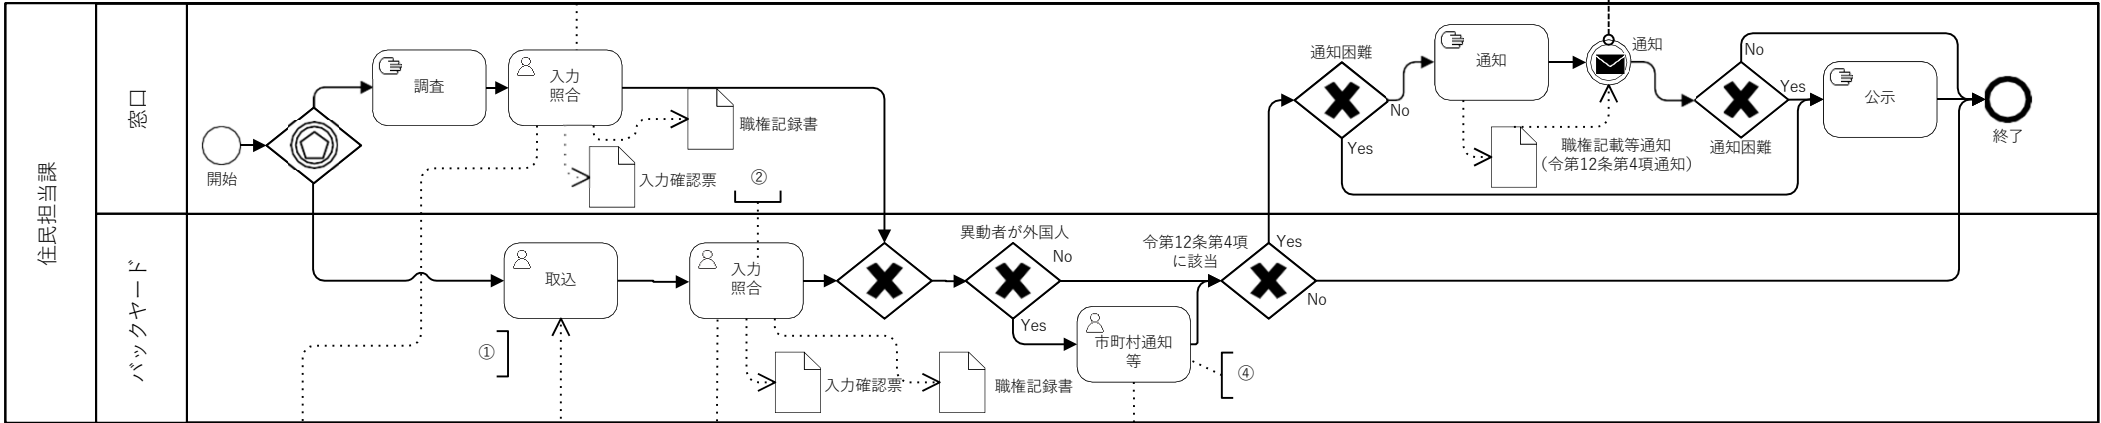 住民担当課
窓口
バックヤード
開始
調査
入力
照合
職権記録書
入力確認票
②
通知困難
No
Yes
通知
通知
職権記載等通知
（令第12条第4項通知）
No
Yes
通知困難
公示
終了
取込
①
入力
照合
入力確認票
職権記録書
異動者が外国人
No
Yes
市町村通知
等
④
令第12条第4項
に該当
Yes
No